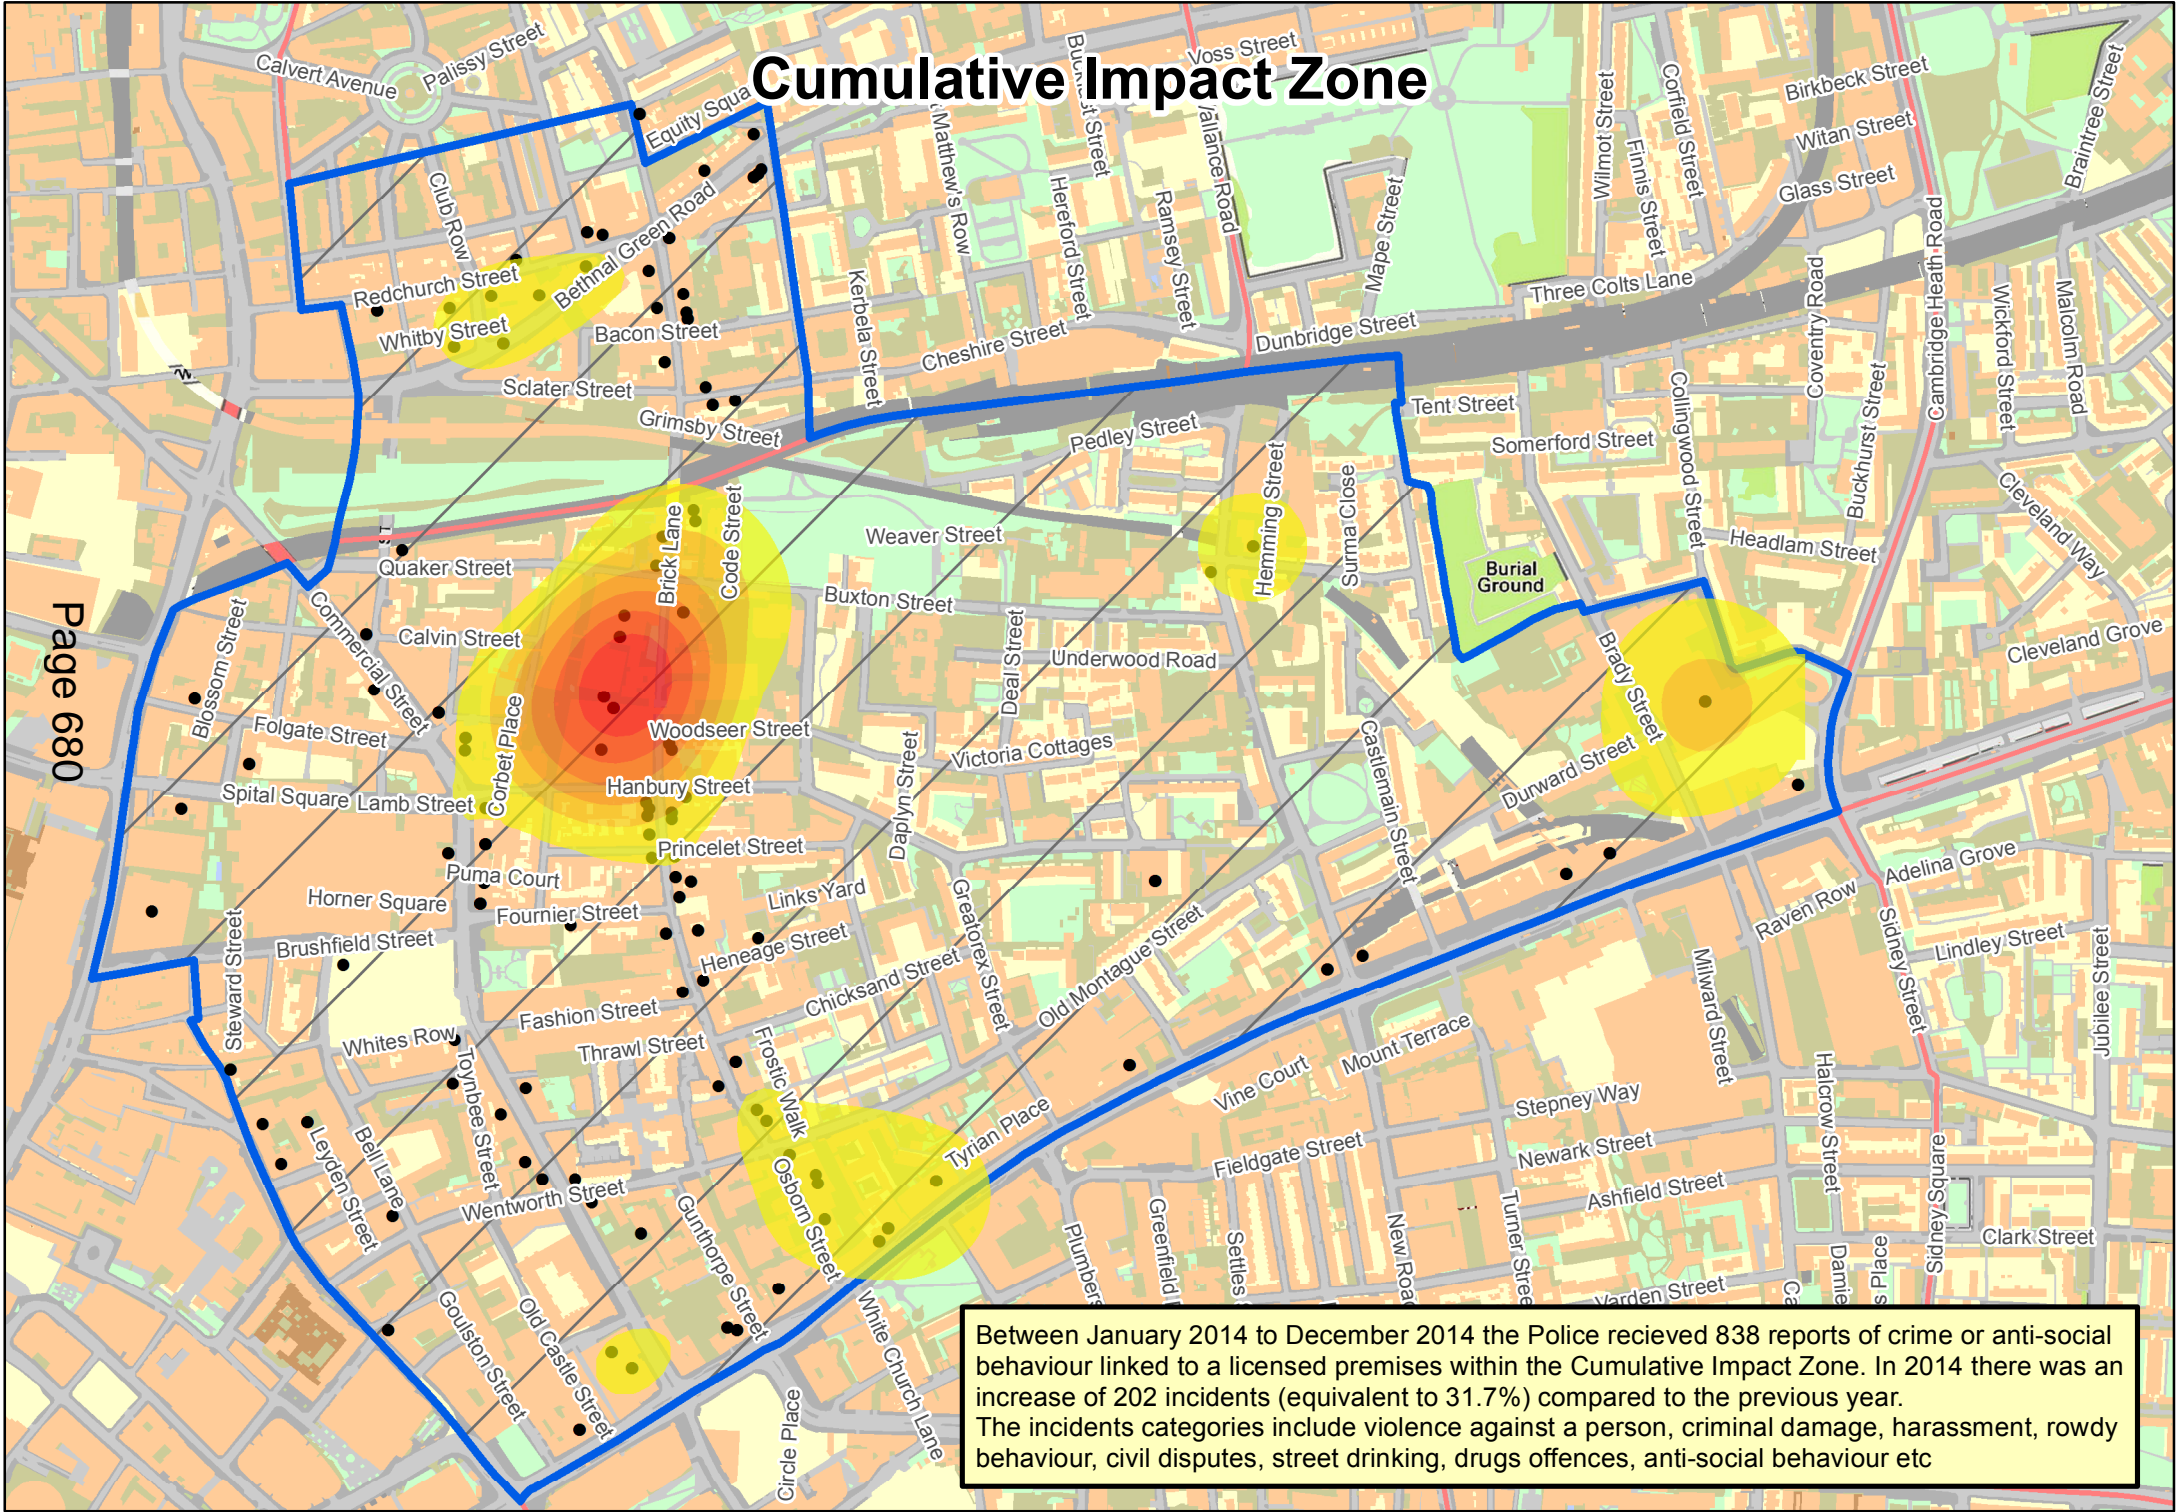 Cumulative Impact Zone
Calvert Avenue
Palissy Street
Equity Squa
Voss Street
Wilmot Street
Corfield Street
Finnis Street
Birkbeck Street
Witan Street
Glass Street
Braintree Street
Club Row
Redchurch Street
Bethnal Green Road
Whitby Street
Bacon Street
Sclater Street
Grimsby Street
Kerbela Street
Cheshire Street
Hereford Street
Ramsey Street
Mape Street
Dunbridge Street
Three Colts Lane
Coventry Road
Cambridge Heath Road
Wickford Street
Malcolm Road
Tent Street
Somerford Street
Collingwood Street
Buckhurst Street
Headlam Street
Cleveland Way
Cleveland Grove
Pedley Street
Hemming Street
Surma Close
Weaver Street
Burial
Ground
Quaker Street
Brick Lane
Code Street
Buxton Street
Commercial Street
Calvin Street
Blossom Street
Folgate Street
Corbet Place
Woodseer Street
Deal Street
Underwood Road
Victoria Cottages
Daplyn Street
Castlemain Street
Brady Street
Durward Street
Page 680
Spital Square
Lamb Street
Hanbury Street
Princelet Street
Puma Court
Horner Square
Fournier Street
Links Yard
Greatorex Street
Brushfield Street
Steward Street
Heneage Street
Chicksand Street
Old Montague Street
Adelina Grove
Raven Row
Sidney Street
Lindley Street
Jubilee Street
Milward Street
Fashion Street
Whites Row
Thrawl Street
Toynbee Street
Frostic Walk
Vine Court
Mount Terrace
Tyrian Place
Stepney Way
Halcrow Street
Fieldgate Street
Newark Street
Ashfield Street
Sidney Square
Clark Street
Leyden Street
Bell Lane
Wentworth Street
Gunthorpe Street
Osborn Street
Plumbers
Greenfield
Settles
New Road
Turner Stree
Varden Street
Damie
s Place
Goulston Street
Old Castle Street
White Church Lane
Circle Place
Between January 2014 to December 2014 the Police recieved 838 reports of crime or anti-social
behaviour linked to a licensed premises within the Cumulative Impact Zone. In 2014 there was an
increase of 202 incidents (equivalent to 31.7%) compared to the previous year.
The incidents categories include violence against a person, criminal damage, harassment, rowdy
behaviour, civil disputes, street drinking, drugs offences, anti-social behaviour etc